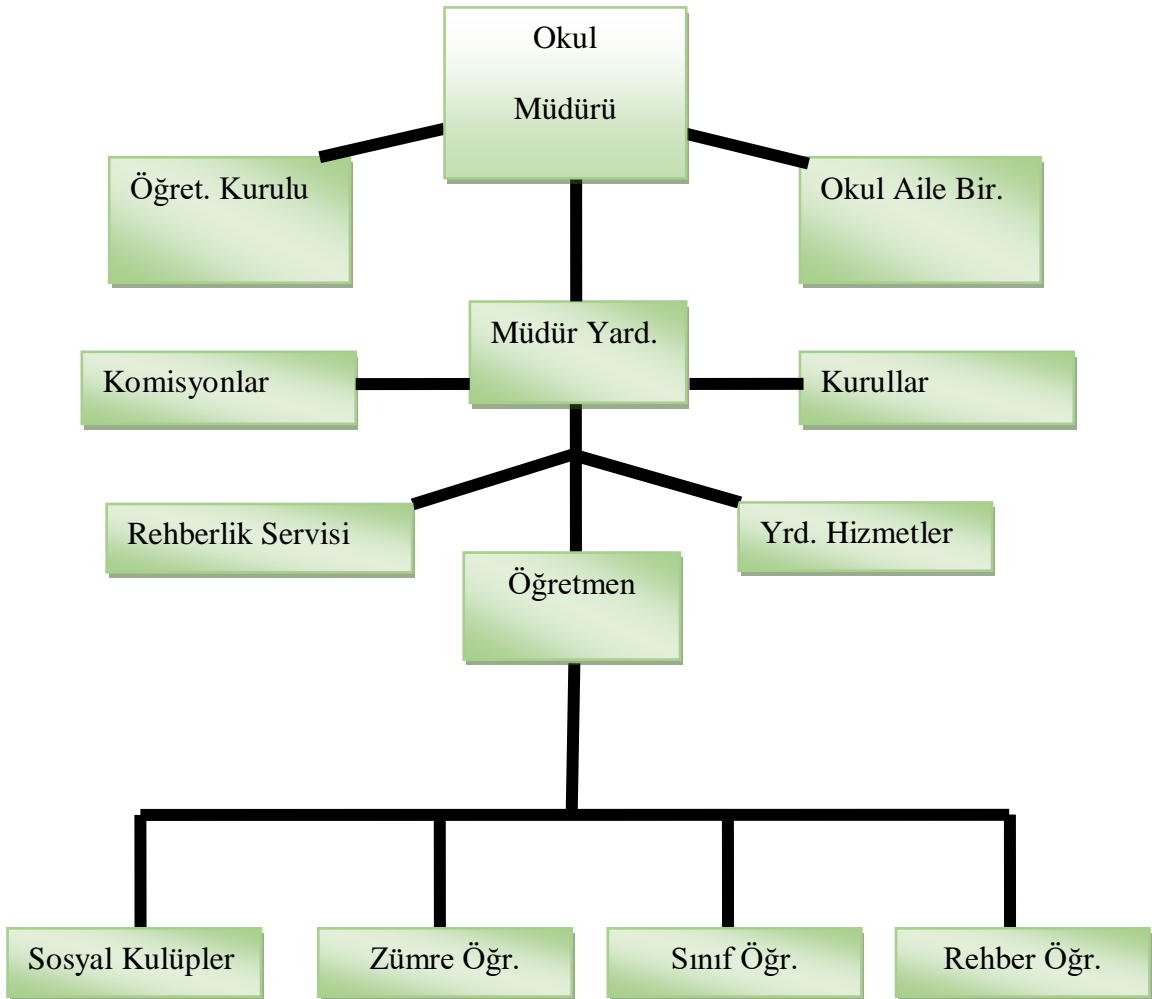 Okul
Müdürü
Öğret. Kurulu
Okul Aile Bir.
Müdür Yard.
Komisyonlar
Kurullar
Rehberlik Servisi
Yrd. Hizmetler
Öğretmen
Sosyal Kulüpler
Zümre Öğr.
Sınıf Öğr.
Rehber Öğr.